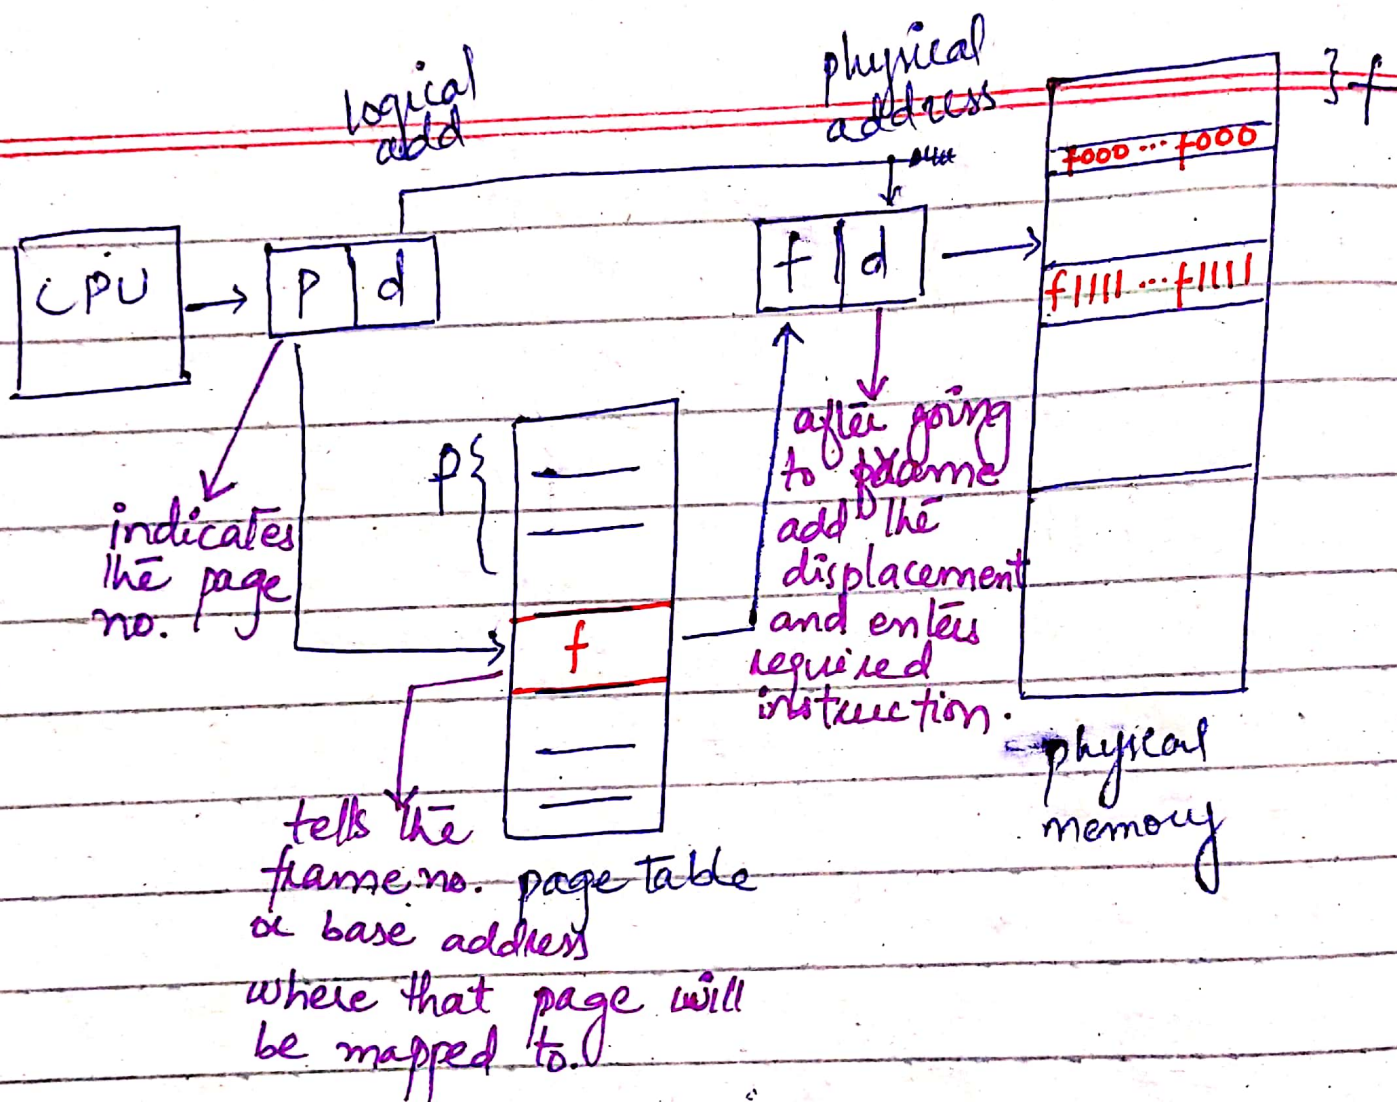 logical
add
physical
address
} f
f000 ... f000
CPU
p d
f d
f1111 ... f1111
p {
indicates
the page
no.
f
after going
to frame
add the
displacement
and enters
required
instruction.
tells the
frame no.
or base address
where that page will
be mapped to.
page table
phyical
memory